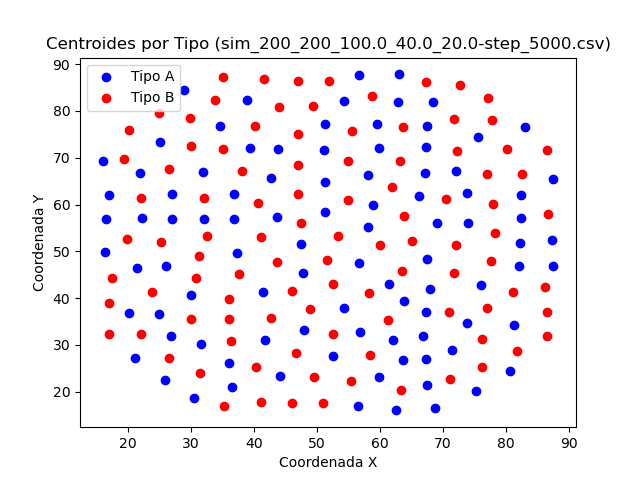 Centroides por Tipo (sim_200_200_100.0_40.0_20.0-step_5000.csv)
Tipo A
Tipo B
Coordenada Y
90
80
70
60
50
40
30
20
20 30 40 50 60 70 80 90
Coordenada X